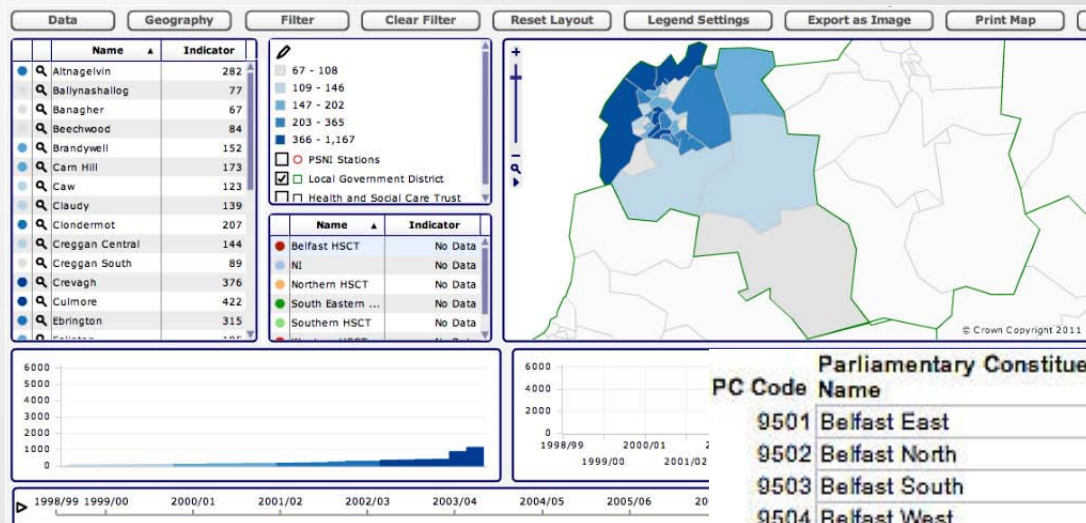 Data Geography Filter Clear Filter Reset Layout Legend Settings Export as Image Print Map
Name ▲ Indicator
Altnagelvin 282
Ballynashallog 77
Banagher 67
Beechwood 84
Brandywell 152
Carn Hill 173
Caw 123
Claudy 139
Clondermot 207
Creggan Central 144
Creggan South 89
Crevagh 376
Culmore 422
Ebrington 315
67 - 108
109 - 146
147 - 202
203 - 365
366 - 1,167
PSNI Stations
Local Government District
Health and Social Care Trust
Name ▲ Indicator
Belfast HSCT No Data
NI No Data
Northern HSCT No Data
South Eastern ... No Data
Southern HSCT No Data
+
−
© Crown Copyright 2011
6000
5000
4000
3000
2000
1000
0
6000
4000
2000
0
1998/99 2000/01 2
1999/00 2001/02
PC Code Parliamentary Constitue
Name
9501 Belfast East
9502 Belfast North
9503 Belfast South
9504 Belfast West
1998/99 1999/00 2000/01 2001/02 2002/03 2003/04 2004/05 2005/06 20